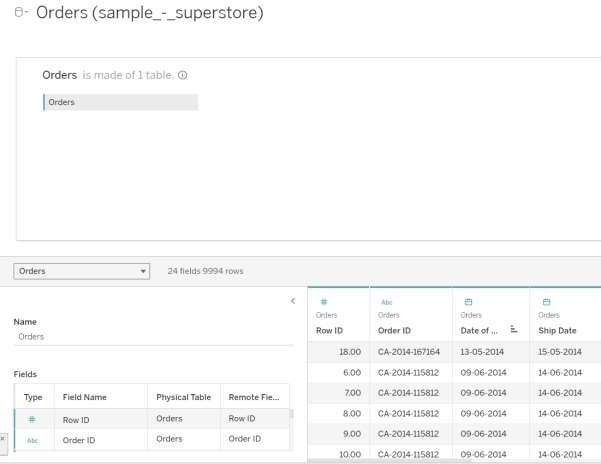 Orders (sample_-_superstore)
Orders is made of 1 table.
Orders
Orders 24 fields 9994 rows
Name
Orders
Fields
Type Field Name Physical Table Remote Fie...
# Row ID Orders Row ID
Abc Order ID Orders Order ID
# Abc
Orders Orders Orders Orders
Row ID Order ID Date of ... Ship Date
18.00 CA-2014-167164 13-05-2014 15-05-2014
6.00 CA-2014-115812 09-06-2014 14-06-2014
7.00 CA-2014-115812 09-06-2014 14-06-2014
8.00 CA-2014-115812 09-06-2014 14-06-2014
9.00 CA-2014-115812 09-06-2014 14-06-2014
10.00 CA-2014-115812 09-06-2014 14-06-2014